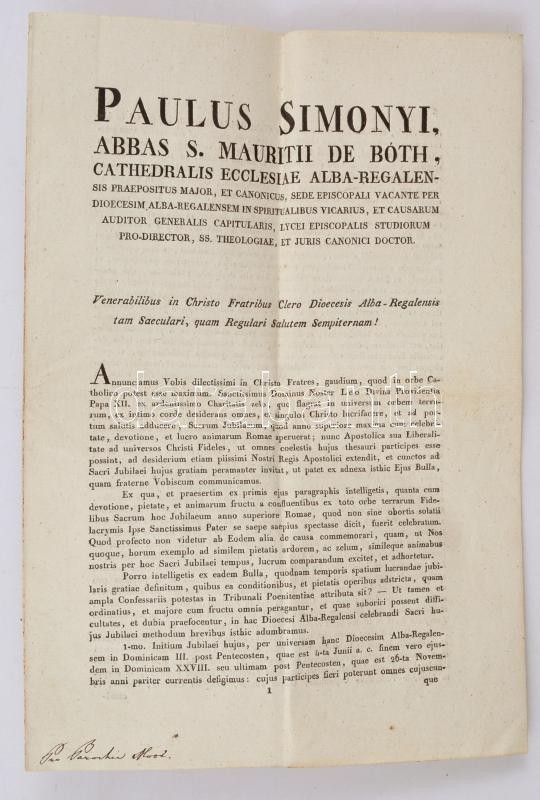 PAULUS SIMONYI,
ABBAS S. MAURITII DE BÓTH,
CATHEDRALIS ECCLESIAE ALBA-REGALEN-
SIS PRAEPOSITUS MAJOR, ET CANONICUS, SEDE EPISCOPALI VACANTE PER
DIOECESIM ALBA-REGALENSEM IN SPIRITUALIBUS VICARIUS, ET CAUSARUM
AUDITOR GENERALIS CAPITULARIS, LYCEI EPISCOPALIS STUDIORUM
PRO-DIRECTOR, SS. THEOLOGIAE, ET JURIS CANONICI DOCTOR.
Venerabilibus in Christo Fratribus Clero Dioecesis Alba-Regalensis
tam Saeculari, quam Regulari Salutem Sempiternam!
Annunciamus Vobis dilectissimi in Christo Fratres, gaudium, quod in orbe Ca-
tholico potest esse maximum. Sanctissimus Dominus Noster Leo Divina Providentia
Papa XII. ex ardentissimo Charitatis zelo, quo flagrat in universum orbem terra-
rum, ex intimo corde desiderans omnes, et singulos Christo lucrifacere, et ad por-
tum salutis adducere, Sacrum Jubilaeum, quod anno superiore maxima cum celebri-
tate, devotione, et lucro animarum Romae aperuerat; nunc Apostolica sua Liberali-
tate ad universos Christi Fideles, ut omnes coelestis hujus thesauri participes esse
possint, ad desiderium etiam piissimi Nostri Regis Apostolici extendit, et cunctos ad
Sacri Jubilaei hujus gratiam peramanter invitat, ut patet ex adnexa isthic Ejus Bulla,
quam fraterne Vobiscum communicamus.
Ex qua, et praesertim ex primis ejus paragraphis intelligetis, quanta cum
devotione, pietate, et animarum fructu a confluentibus ex toto orbe terrarum Fide-
libus Sacrum hoc Jubilaeum anno superiore Romae, quod non sine obortis solatii
lacrymis Ipse Sanctissimus Pater se saepe saepius spectasse dicit, fuerit celebratum.
Quod profecto non videtur ab Eodem alia de causa commemorari, quam, ut Nos
quoque, horum exemplo ad similem pietatis ardorem, ac zelum, simileque animabus
nostris per hoc Sacri Jubilaei tempus, lucrum comparandum excitet, et adhortetur.
Porro intelligetis ex eadem Bulla, quodnam temporis spatium lucrandae jubi-
laris gratiae definitum, quibus ea conditionibus, et pietatis operibus adstricta, quam
ampla Confessariis potestas in Tribunali Poenitentiae attributa sit? — Ut tamen et
ordinatius, et majore cum fructu omnia peragantur, et quae suboriri possent diffi-
cultates, et dubia praefocentur, in hac Dioecesi Alba-Regalensi celebrandi Sacri hu-
jus Jubilaei methodum brevibus isthic adumbramus.
1-mo. Initium Jubilaei hujus, per universam hanc Dioecesim Alba-Regalen-
sem in Dominicam III. post Pentecosten, quae est 4-ta Junii a. c. finem vero ejus-
dem in Dominicam XXVIII. seu ultimam post Pentecosten, quae est 26-ta Novem-
bris anni pariter currentis defigimus: cujus participes fieri poterunt omnes cujuscun-
que
1
Pro Parochia Moor.
darabanth